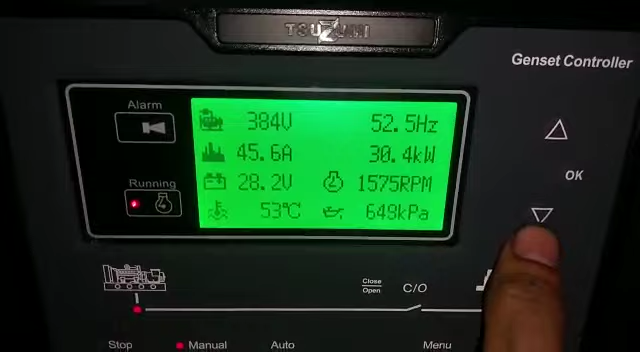 TSUZUMI
Genset Controller
Alarm
384V 52.5Hz
45.6A 30.4kW
Running
28.2V 1575RPM
53℃ 649kPa
OK
Close
Open
C/O
Stop Manual Auto Menu